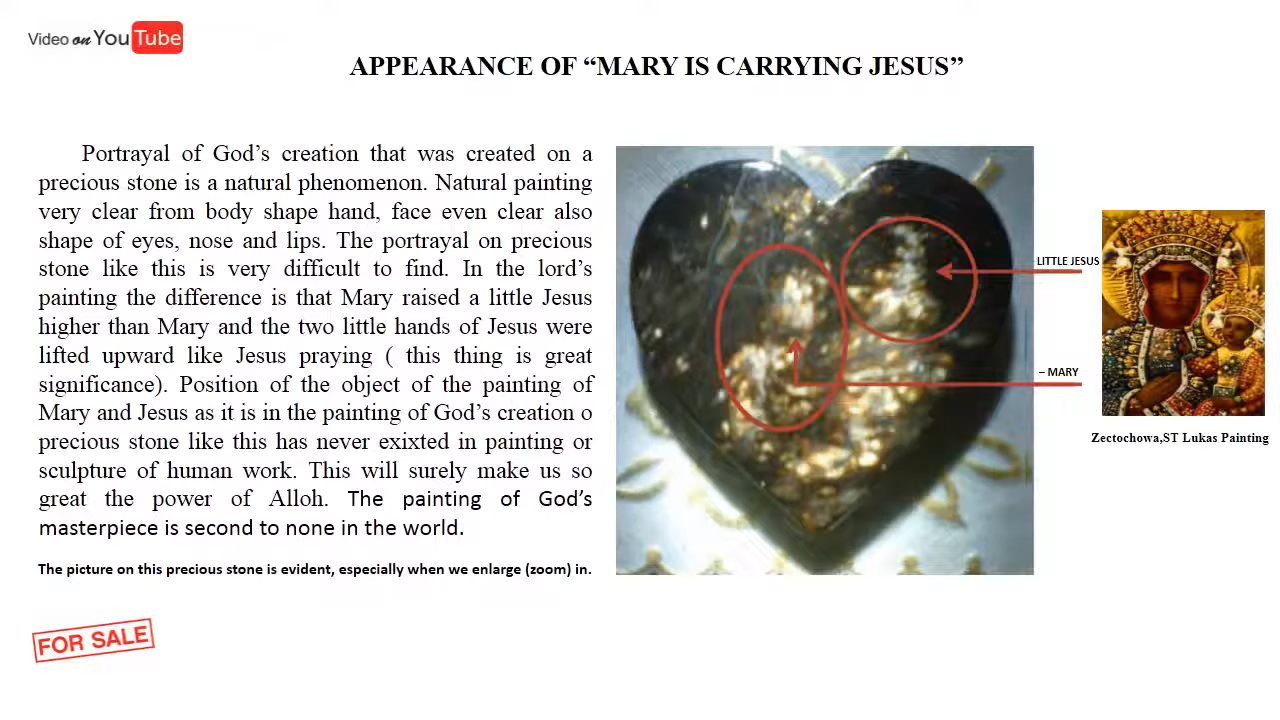 Video on YouTube
APPEARANCE OF “MARY IS CARRYING JESUS”
Portrayal of God’s creation that was created on a
precious stone is a natural phenomenon. Natural painting
very clear from body shape hand, face even clear also
shape of eyes, nose and lips. The portrayal on precious
stone like this is very difficult to find. In the lord’s
painting the difference is that Mary raised a little Jesus
higher than Mary and the two little hands of Jesus were
lifted upward like Jesus praying ( this thing is great
significance). Position of the object of the painting of
Mary and Jesus as it is in the painting of God’s creation o
precious stone like this has never exixted in painting or
sculpture of human work. This will surely make us so
great the power of Alloh. The painting of God’s
masterpiece is second to none in the world.
The picture on this precious stone is evident, especially when we enlarge (zoom) in.
FOR SALE
LITTLE JESUS
– MARY
Zectochowa,ST Lukas Painting